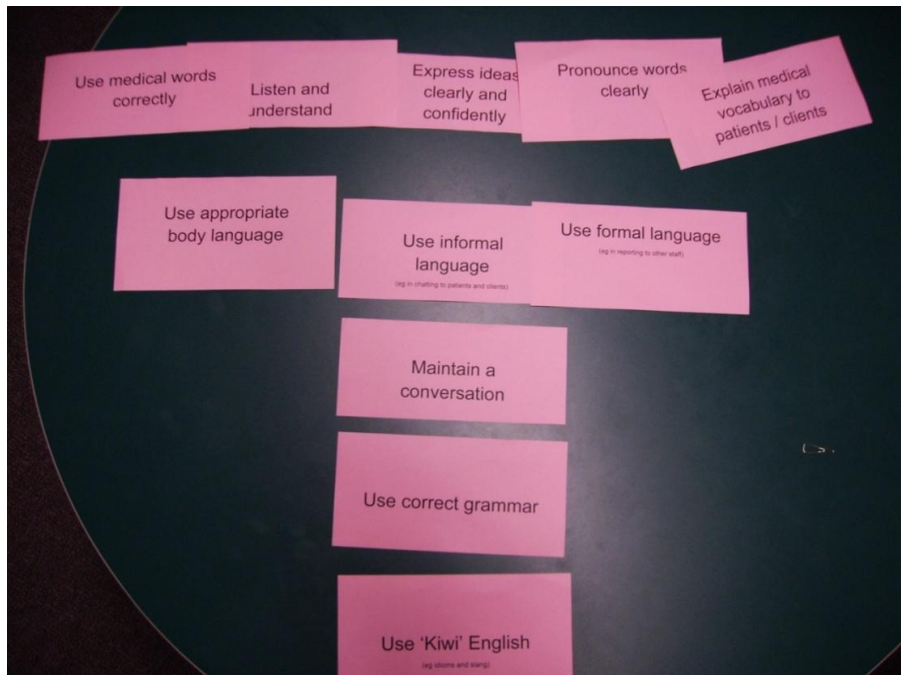 Use medical words
correctly
Listen and
understand
Express ideas
clearly and
confidently
Pronounce words
clearly
Explain medical
vocabulary to
patients / clients
Use appropriate
body language
Use informal
language
(eg in chatting to patients and clients)
Use formal language
(eg in reporting to other staff)
Maintain a
conversation
Use correct grammar
Use ‘Kiwi’ English
(eg idioms and slang)